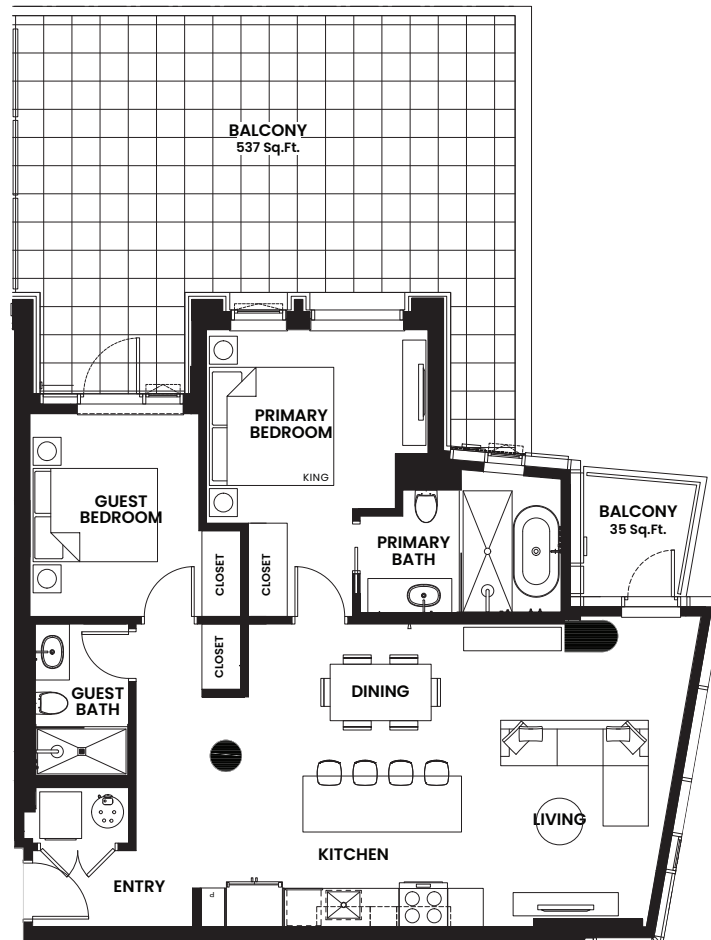 BALCONY
537 Sq.Ft.
PRIMARY
BEDROOM
KING
GUEST
BEDROOM
BALCONY
35 Sq.Ft.
PRIMARY
BATH
CLOSET
CLOSET
CLOSET
GUEST
BATH
DINING
LIVING
KITCHEN
ENTRY
P